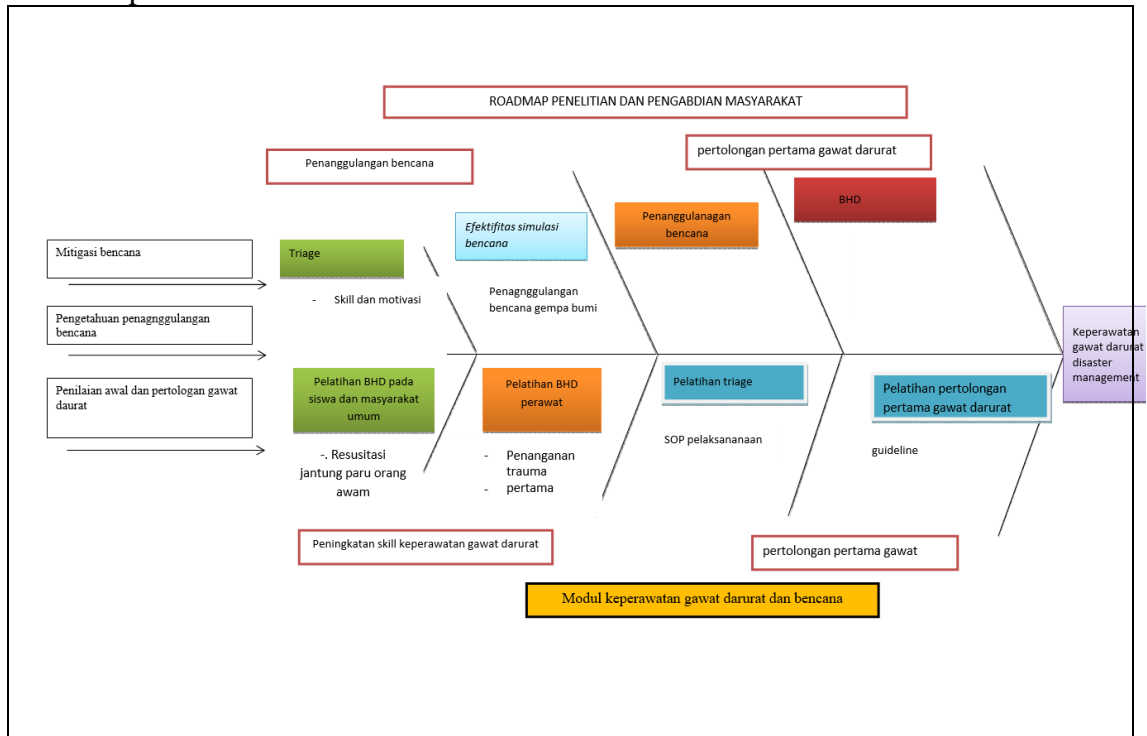 ROADMAP PENELITIAN DAN PENGABDIAN MASYARAKAT
Penanggulangan bencana
pertolongan pertama gawat darurat
BHD
Efektifitas simulasi
bencana
Penanggulanagan
bencana
Mitigasi bencana
Triage
- Skill dan motivasi
Penagnggulangan
bencana gempa bumi
Pengetahuan penagnggulangan
bencana
Keperawatan
gawat darurat
disaster
management
Penilaian awal dan pertologan gawat
daurat
Pelatihan BHD pada
siswa dan masyarakat
umum
Pelatihan BHD
perawat
Pelatihan triage
Pelatihan pertolongan
pertama gawat darurat
-. Resusitasi
jantung paru orang
awam
- Penanganan
trauma
- pertama
SOP pelaksananaan
guideline
Peningkatan skill keperawatan gawat darurat
pertolongan pertama gawat
Modul keperawatan gawat darurat dan bencana